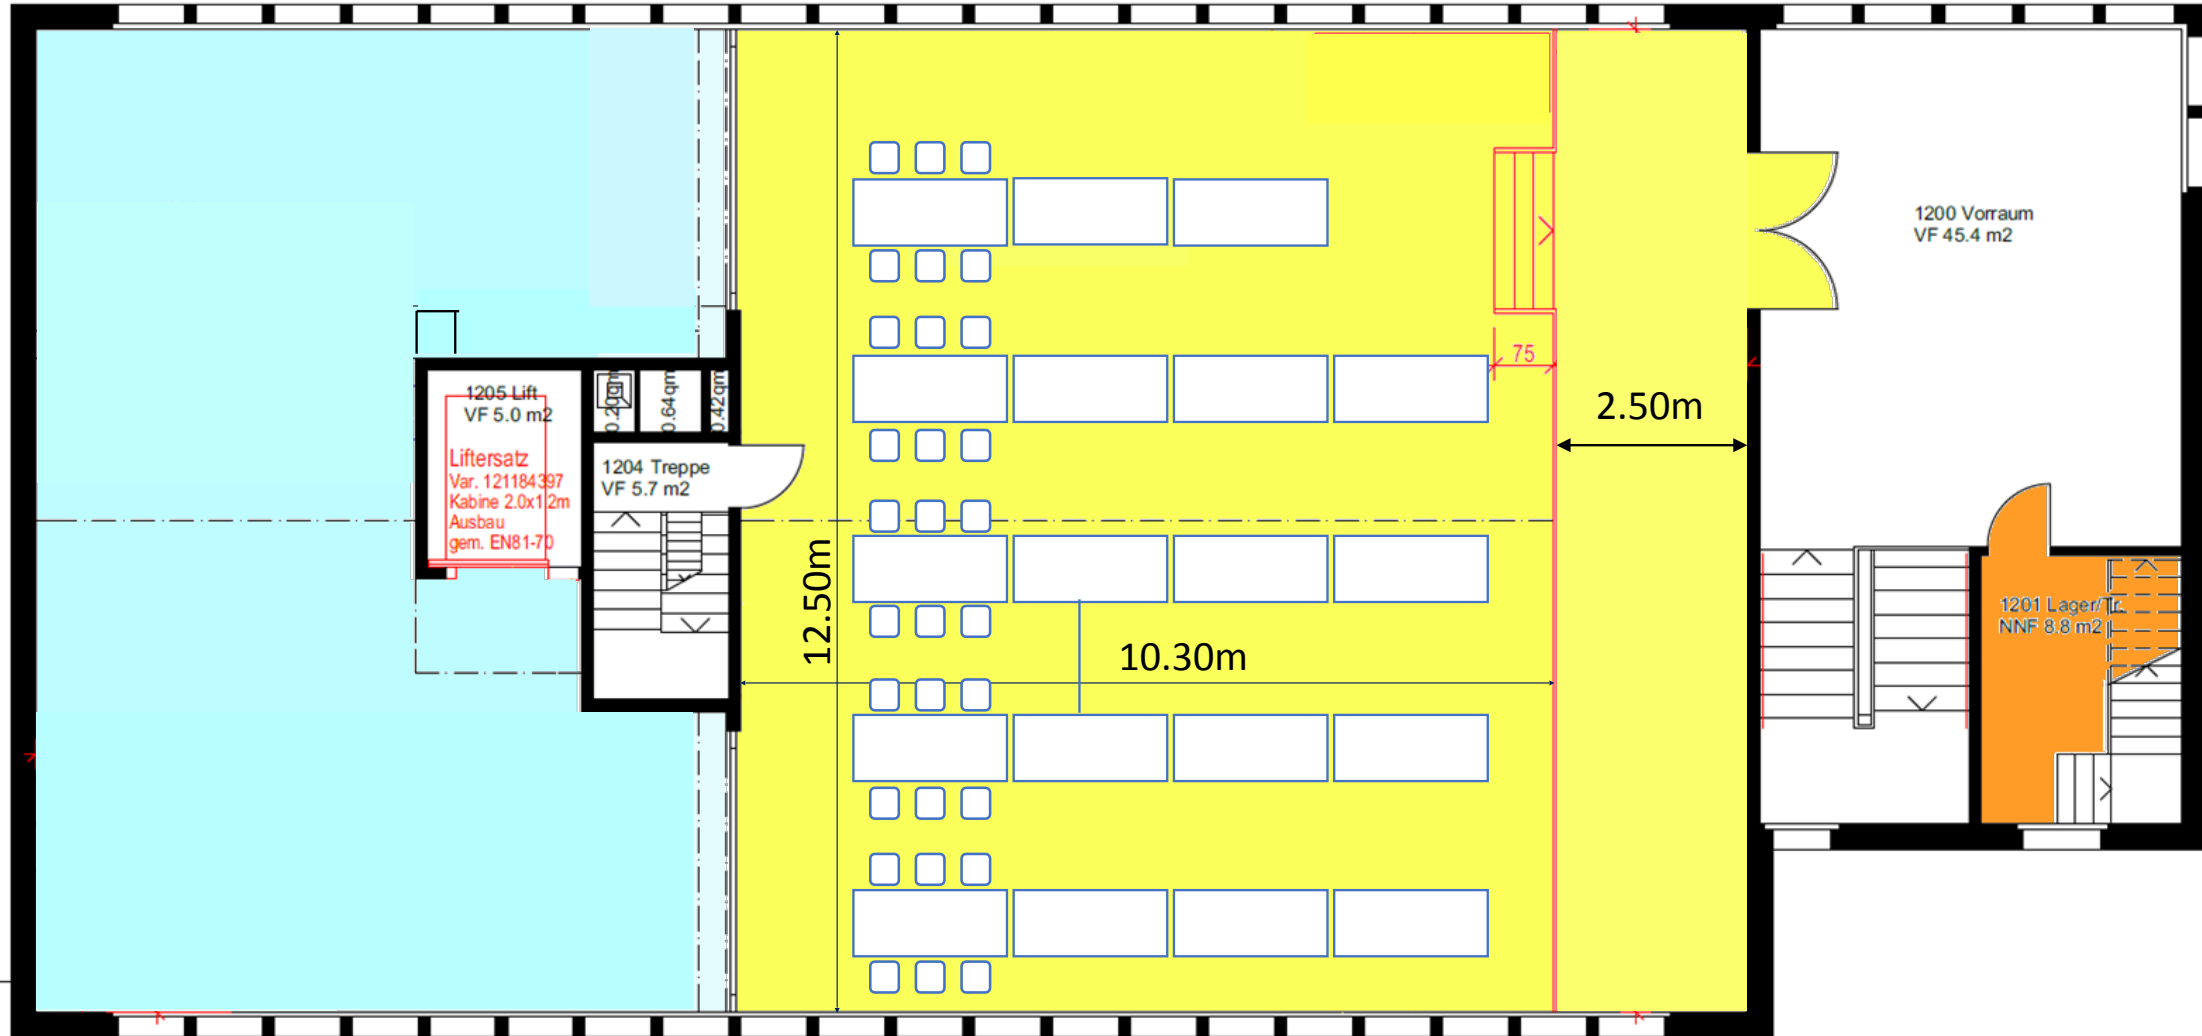 1200 Vorraum
VF 45.4 m2
75
2.50m
1205 Lift
VF 5.0 m2
0.20qm
0.64qm
0.42qm
Liftersatz
Var. 121184397
Kabine 2.0x1.2m
Ausbau
gem. EN81-70
1204 Treppe
VF 5.7 m2
12.50m
10.30m
1201 Lager/Tr.
NNF 8.8 m2